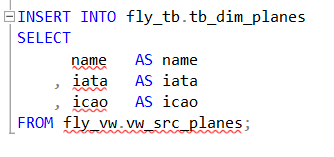 INSERT INTO fly_tb.tb_dim_planes
SELECT
name AS name
, iata AS iata
, icao AS icao
FROM fly_vw.vw_src_planes;